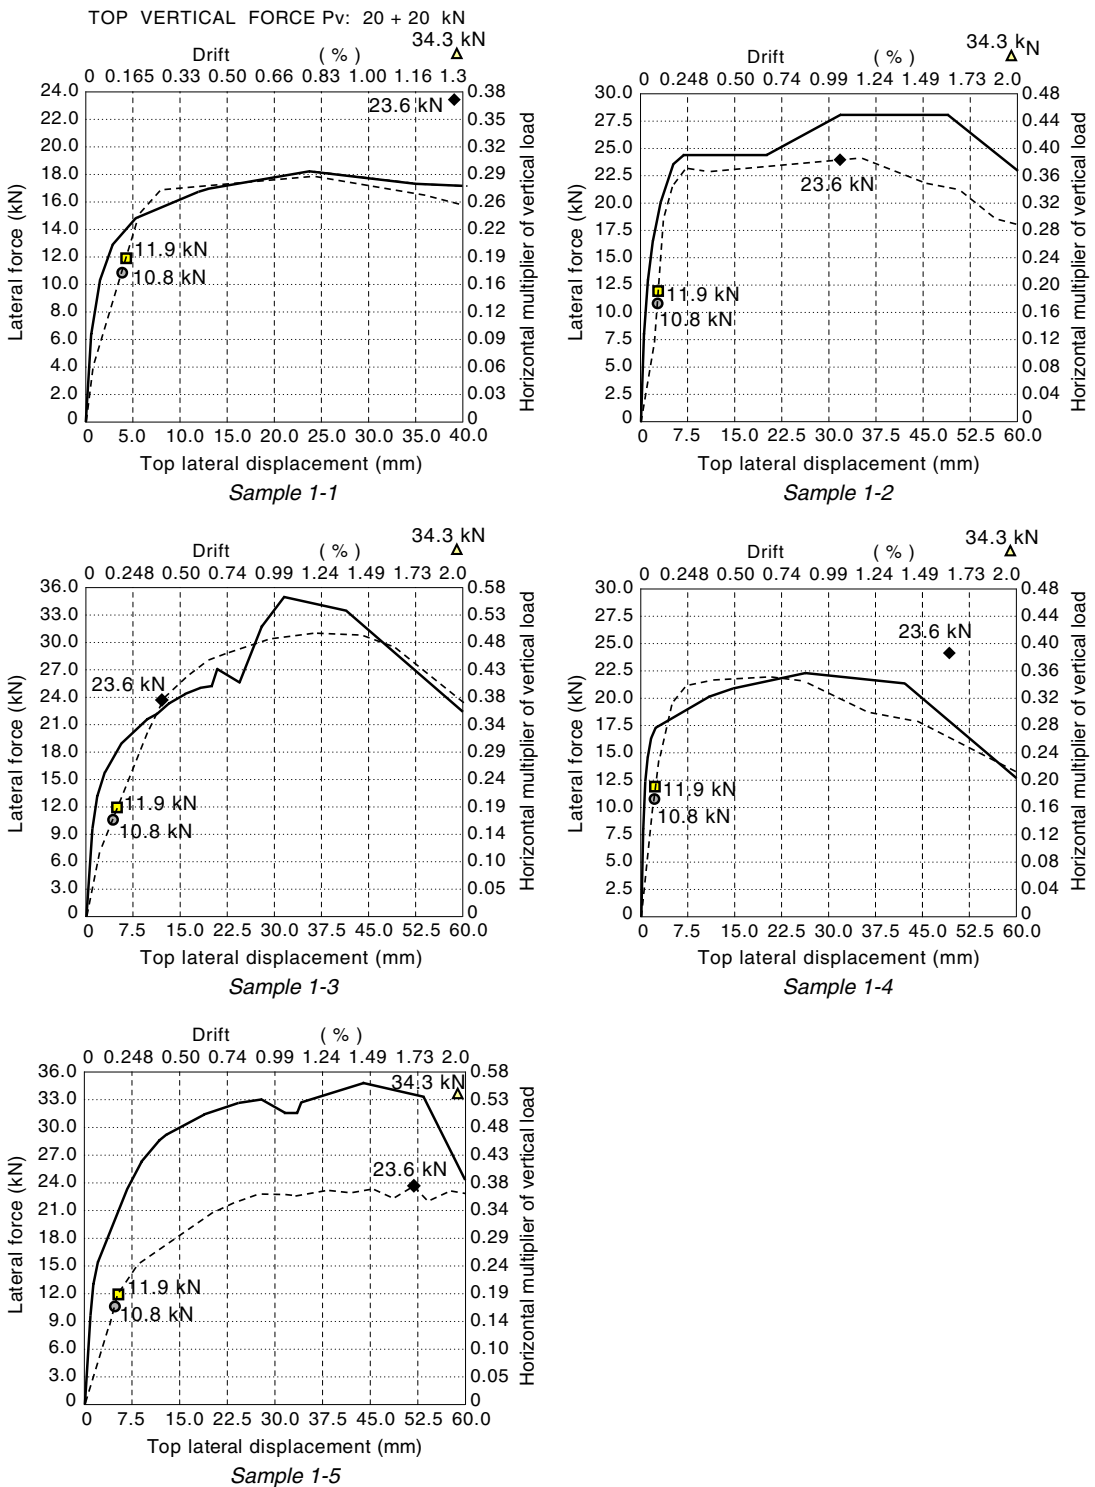 TOP VERTICAL FORCE Pv: 20 + 20 kN
34.3 kN
Drift ( % )
0 0.165 0.33 0.50 0.66 0.83 1.00 1.16 1.3
24.0
22.0
20.0
18.0
16.0
14.0
12.0
10.0
8.0
6.0
4.0
2.0
0
Lateral force (kN)
23.6 kN
11.9 kN
10.8 kN
0.38
0.35
0.32
0.29
0.26
0.22
0.19
0.16
0.12
0.09
0.06
0.03
0
Horizontal multiplier of vertical load
0 5.0 10.0 15.0 20.0 25.0 30.0 35.0 40.0
Top lateral displacement (mm)
Sample 1-1
34.3 kN
Drift ( % )
0 0.248 0.50 0.74 0.99 1.24 1.49 1.73 2.0
30.0
27.5
25.0
22.5
20.0
17.5
15.0
12.5
10.0
7.5
5.0
2.5
0
Lateral force (kN)
23.6 kN
11.9 kN
10.8 kN
0.48
0.44
0.40
0.36
0.32
0.28
0.24
0.20
0.16
0.12
0.08
0.04
0
Horizontal multiplier of vertical load
0 7.5 15.0 22.5 30.0 37.5 45.0 52.5 60.0
Top lateral displacement (mm)
Sample 1-2
34.3 kN
Drift ( % )
0 0.248 0.50 0.74 0.99 1.24 1.49 1.73 2.0
36.0
33.0
30.0
27.0
24.0
21.0
18.0
15.0
12.0
9.0
6.0
3.0
0
Lateral force (kN)
23.6 kN
11.9 kN
10.8 kN
0.58
0.53
0.48
0.43
0.38
0.34
0.29
0.24
0.19
0.14
0.10
0.05
0
Horizontal multiplier of vertical load
0 7.5 15.0 22.5 30.0 37.5 45.0 52.5 60.0
Top lateral displacement (mm)
Sample 1-3
34.3 kN
Drift ( % )
0 0.248 0.50 0.74 0.99 1.24 1.49 1.73 2.0
30.0
27.5
25.0
22.5
20.0
17.5
15.0
12.5
10.0
7.5
5.0
2.5
0
Lateral force (kN)
23.6 kN
11.9 kN
10.8 kN
0.48
0.44
0.40
0.36
0.32
0.28
0.24
0.20
0.16
0.12
0.08
0.04
0
Horizontal multiplier of vertical load
0 7.5 15.0 22.5 30.0 37.5 45.0 52.5 60.0
Top lateral displacement (mm)
Sample 1-4
Drift ( % )
0 0.248 0.50 0.74 0.99 1.24 1.49 1.73 2.0
36.0
33.0
30.0
27.0
24.0
21.0
18.0
15.0
12.0
9.0
6.0
3.0
0
Lateral force (kN)
34.3 kN
23.6 kN
11.9 kN
10.8 kN
0.58
0.53
0.48
0.43
0.38
0.34
0.29
0.24
0.19
0.14
0.10
0.05
0
Horizontal multiplier of vertical load
0 7.5 15.0 22.5 30.0 37.5 45.0 52.5 60.0
Top lateral displacement (mm)
Sample 1-5